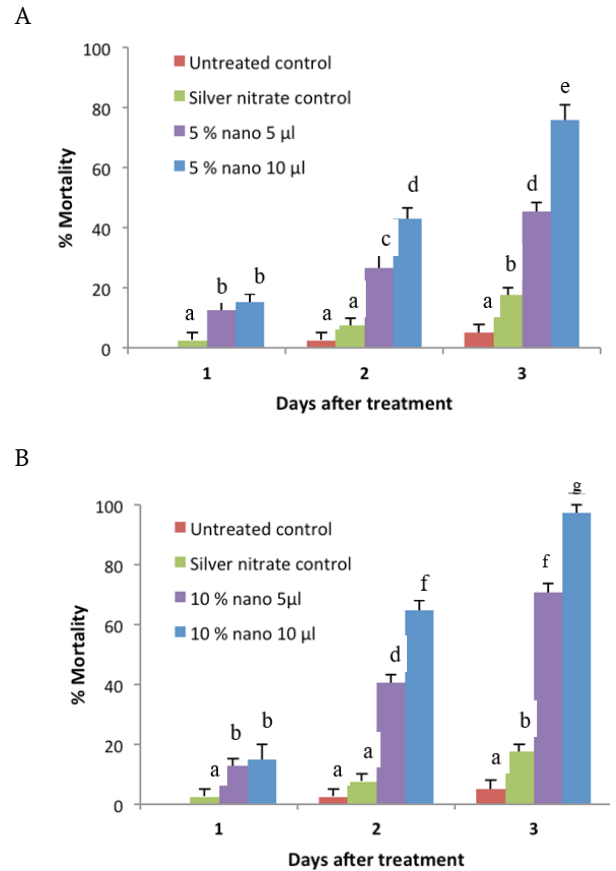 A
100
80
60
40
20
0
% Mortality
Untreated control
Silver nitrate control
5 % nano 5 µl
5 % nano 10 µl
a
b
b
a
a
c
d
a
b
d
e
1
2
3
Days after treatment
B
100
80
60
40
20
0
% Mortality
Untreated control
Silver nitrate control
10 % nano 5µl
10 % nano 10 µl
a
b
b
a
a
d
f
a
b
f
g
1
2
3
Days after treatment